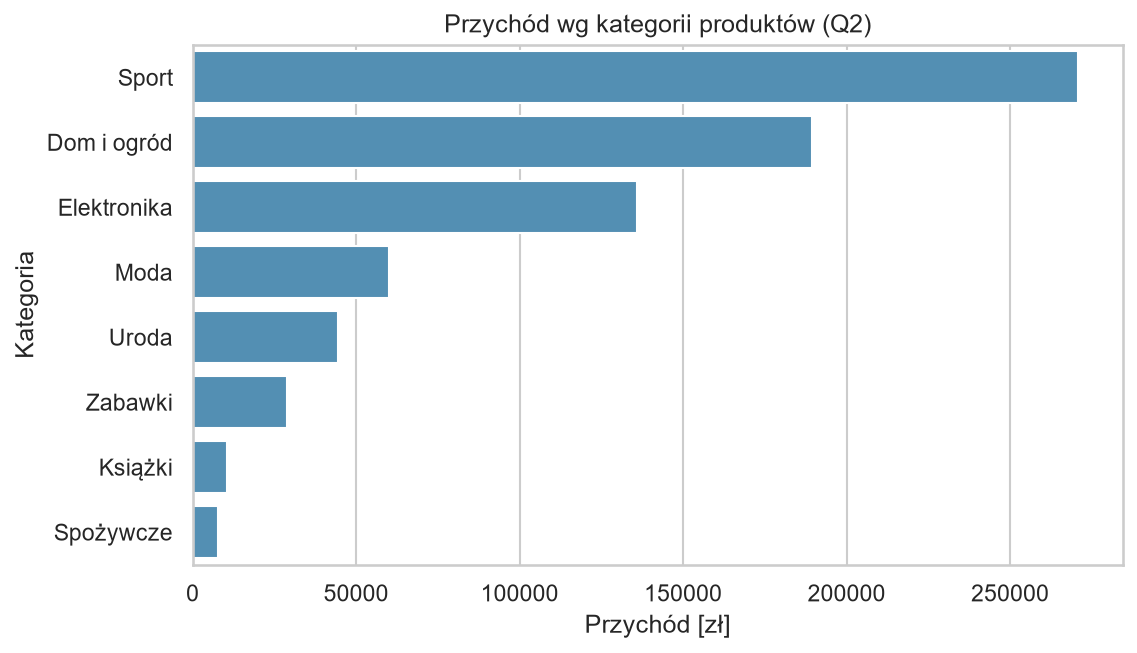 Przychód wg kategorii produktów (Q2)
Kategoria
Sport
Dom i ogród
Elektronika
Moda
Uroda
Zabawki
Książki
Spożywcze
0 50000 100000 150000 200000 250000
Przychód [zł]